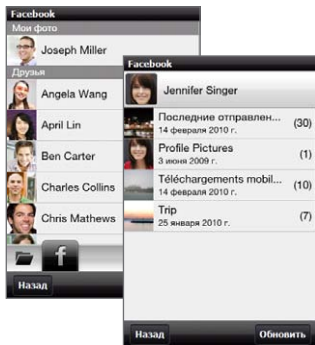 Facebook
Мои фото
Joseph Miller
Друзья
Angela Wang
April Lin
Ben Carter
Charles Collins
Chris Mathews
f
Назад
Facebook
Jennifer Singer
Последние отправлен... (30)
14 февраля 2010 г.
Profile Pictures (1)
3 июня 2009 г.
Téléchargements mobil... (10)
14 февраля 2010 г.
Trip (7)
25 января 2010 г.
Назад Обновить